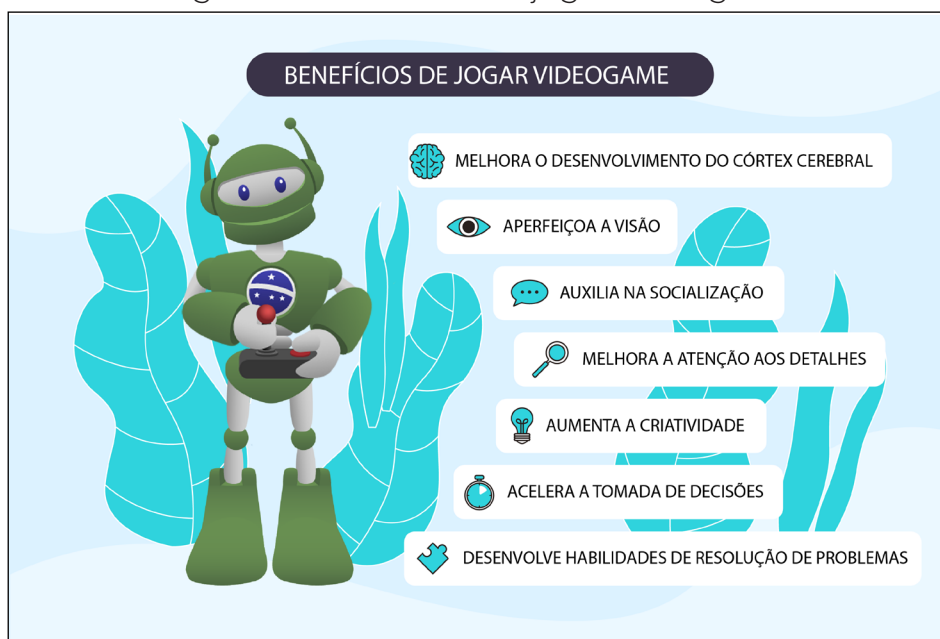 BENEFÍCIOS DE JOGAR VIDEOGAME
MELHORA O DESENVOLVIMENTO DO CÓRTEX CEREBRAL
APERFEIÇOA A VISÃO
AUXILIA NA SOCIALIZAÇÃO
MELHORA A ATENÇÃO AOS DETALHES
AUMENTA A CRIATIVIDADE
ACELERA A TOMADA DE DECISÕES
DESENVOLVE HABILIDADES DE RESOLUÇÃO DE PROBLEMAS